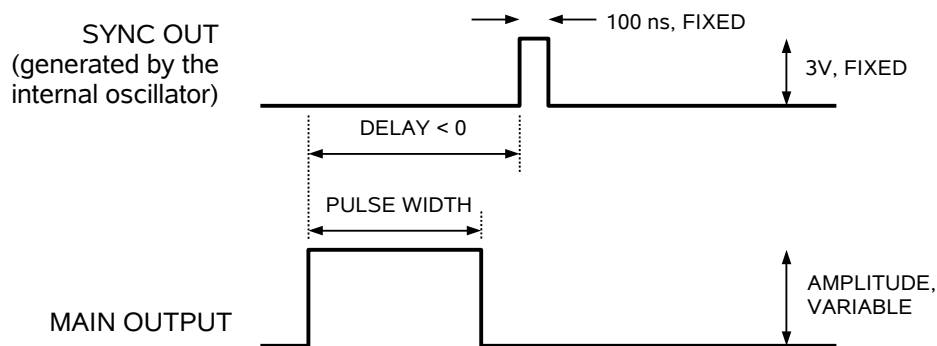 100 ns, FIXED
SYNC OUT
(generated by the
internal oscillator)
3V, FIXED
DELAY < 0
PULSE WIDTH
AMPLITUDE,
VARIABLE
MAIN OUTPUT